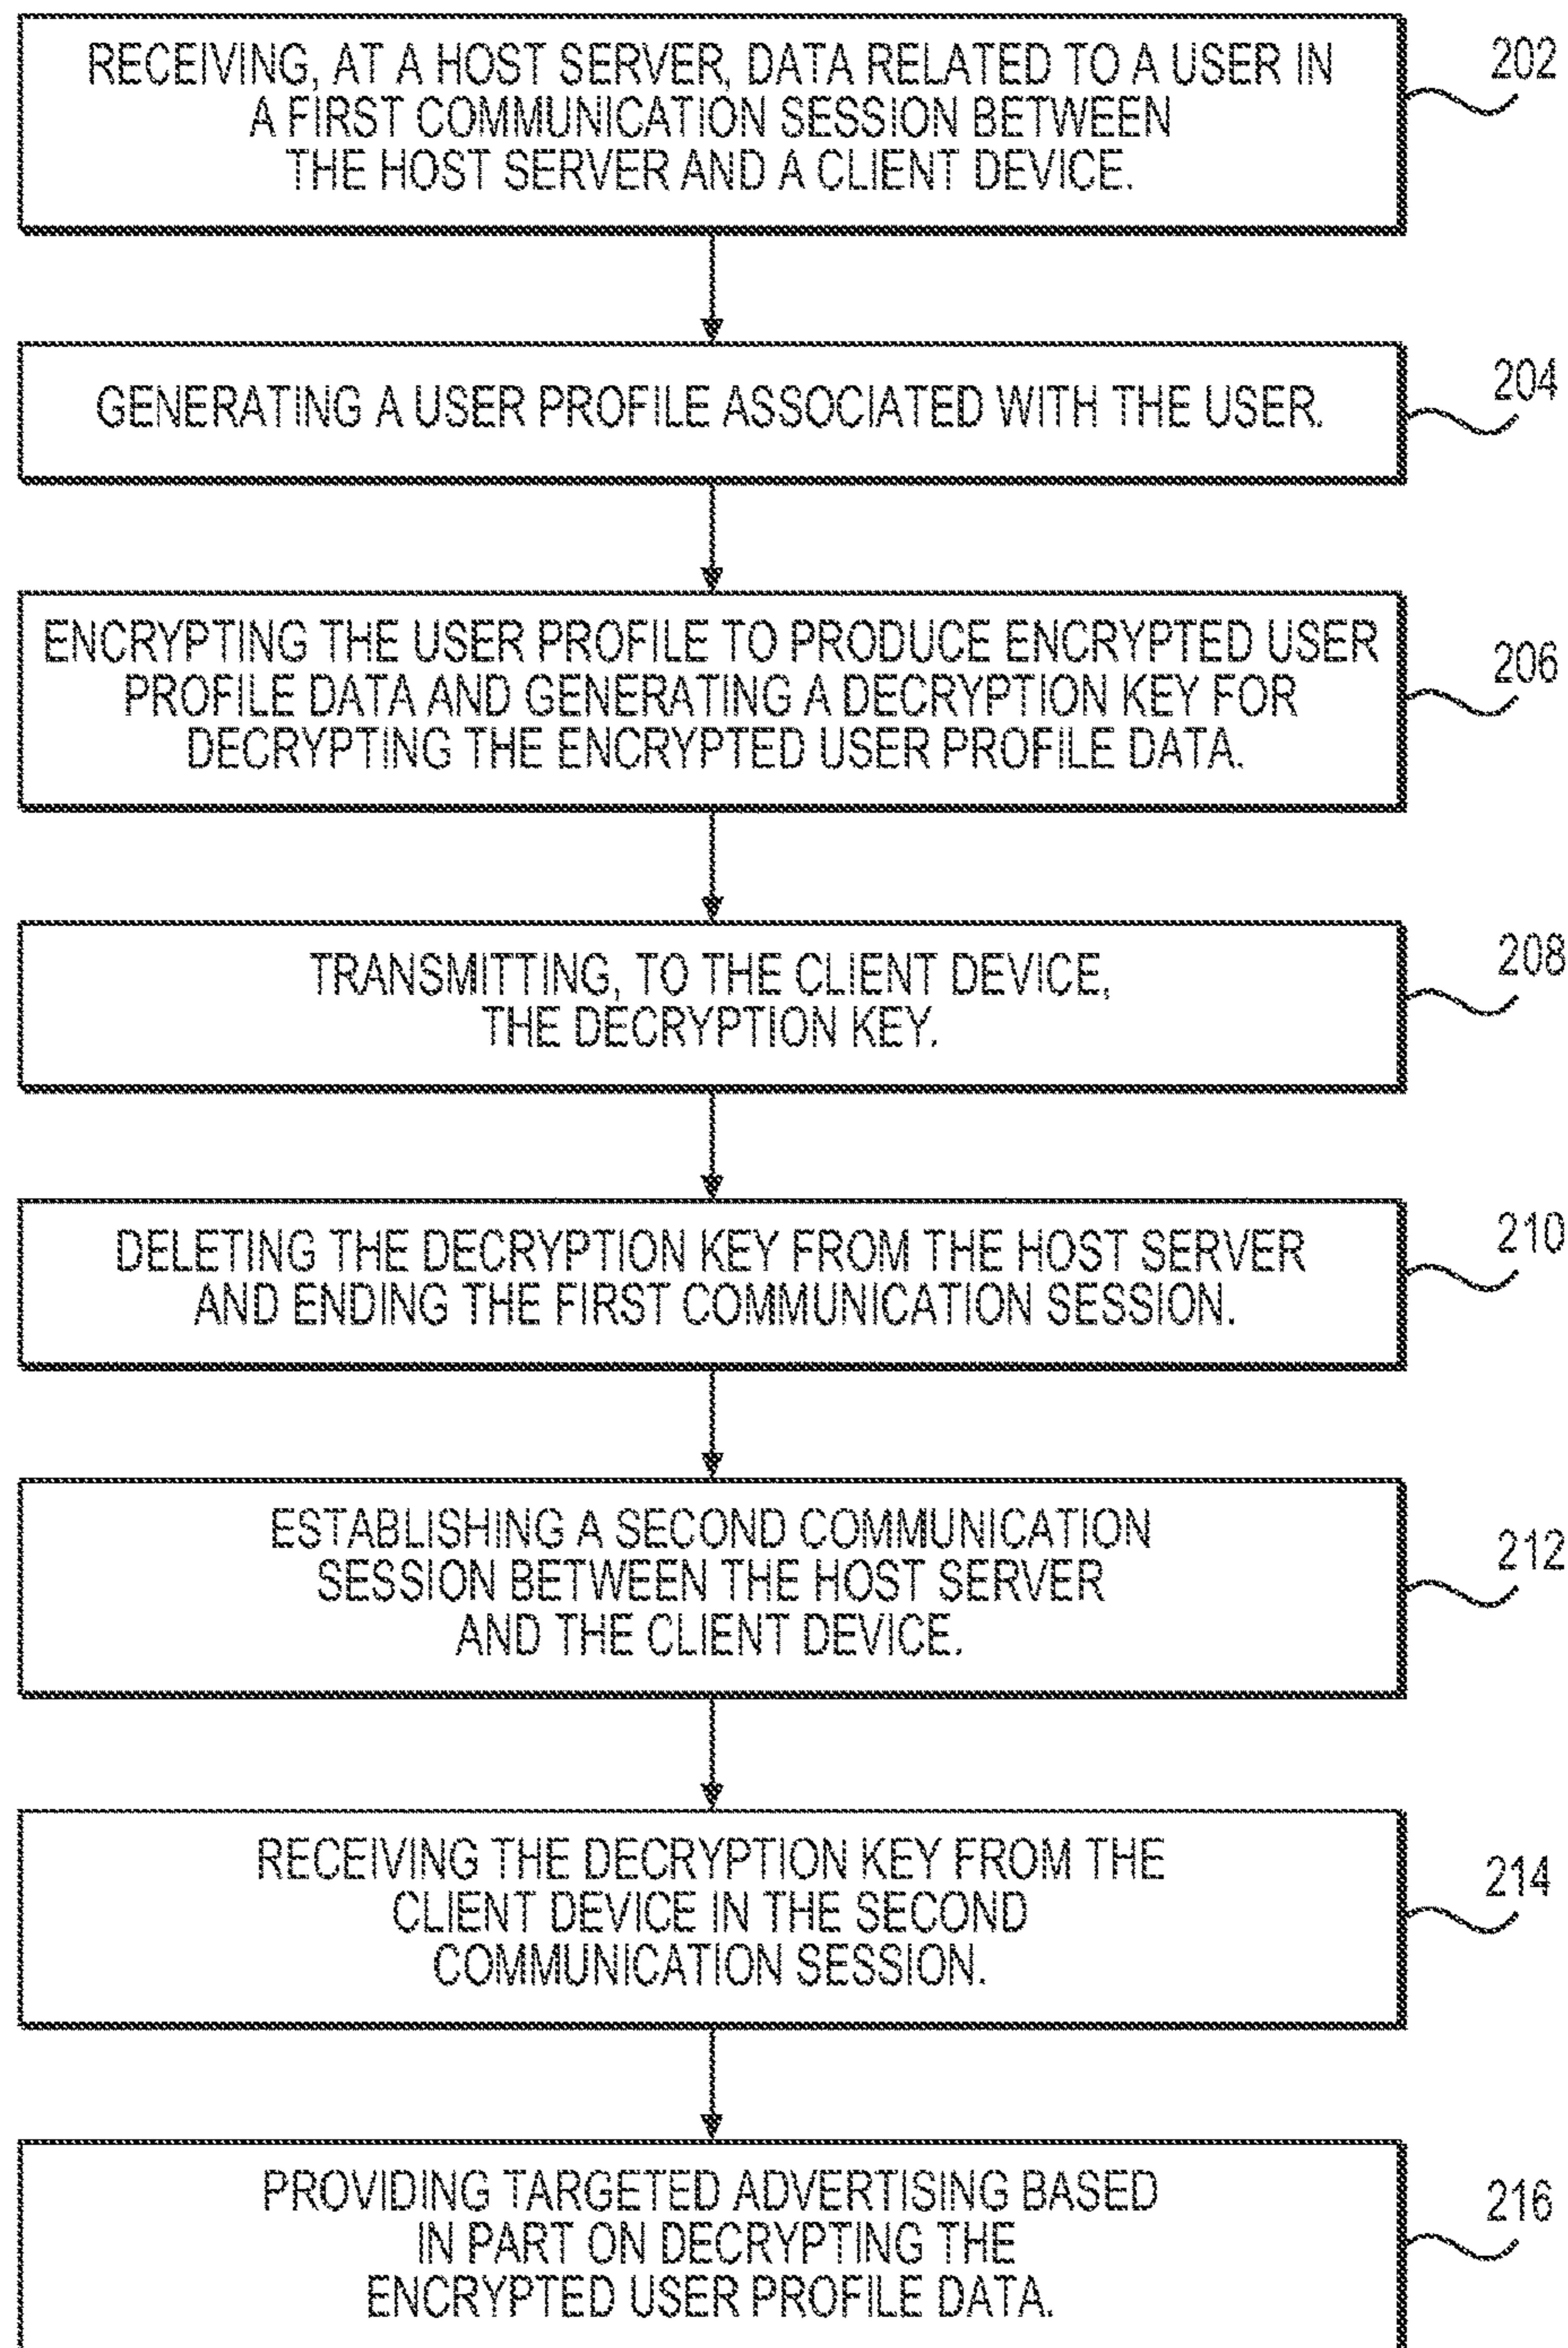 RECEIVING, AT A HOST SERVER, DATA RELATED TO A USER IN
A FIRST COMMUNICATION SESSION BETWEEN
THE HOST SERVER AND A CLIENT DEVICE.
202
GENERATING A USER PROFILE ASSOCIATED WITH THE USER.
204
ENCRYPTING THE USER PROFILE TO PRODUCE ENCRYPTED USER
PROFILE DATA AND GENERATING A DECRYPTION KEY FOR
DECRYPTING THE ENCRYPTED USER PROFILE DATA.
206
TRANSMITTING, TO THE CLIENT DEVICE,
THE DECRYPTION KEY.
208
DELETING THE DECRYPTION KEY FROM THE HOST SERVER
AND ENDING THE FIRST COMMUNICATION SESSION.
210
ESTABLISHING A SECOND COMMUNICATION
SESSION BETWEEN THE HOST SERVER
AND THE CLIENT DEVICE.
212
RECEIVING THE DECRYPTION KEY FROM THE
CLIENT DEVICE IN THE SECOND
COMMUNICATION SESSION.
214
PROVIDING TARGETED ADVERTISING BASED
IN PART ON DECRYPTING THE
ENCRYPTED USER PROFILE DATA.
216